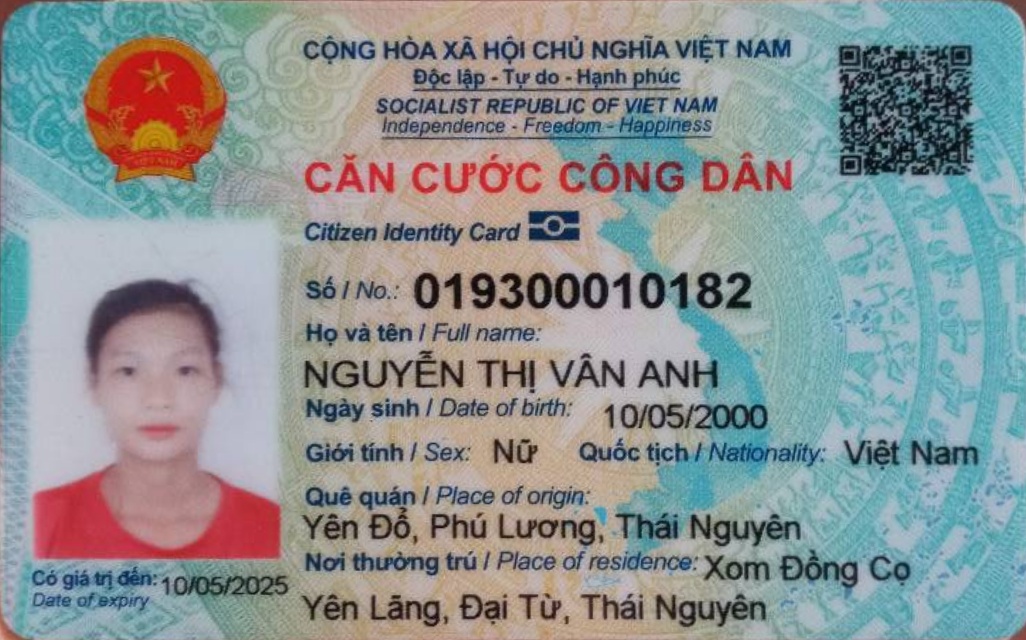 CỘNG HÒA XÃ HỘI CHỦ NGHĨA VIỆT NAM
Độc lập - Tự do - Hạnh phúc
SOCIALIST REPUBLIC OF VIET NAM
Independence - Freedom - Happiness
CĂN CƯỚC CÔNG DÂN
Citizen Identity Card
Số / No.: 019300010182
Họ và tên / Full name:
NGUYỄN THỊ VÂN ANH
Ngày sinh / Date of birth: 10/05/2000
Giới tính / Sex: Nữ Quốc tịch / Nationality: Việt Nam
Quê quán / Place of origin:
Yên Đổ, Phú Lương, Thái Nguyên
Nơi thường trú / Place of residence: Xom Đồng Cọ
Yên Lãng, Đại Từ, Thái Nguyên
Có giá trị đến: 10/05/2025
Date of expiry
VIỆT NAM